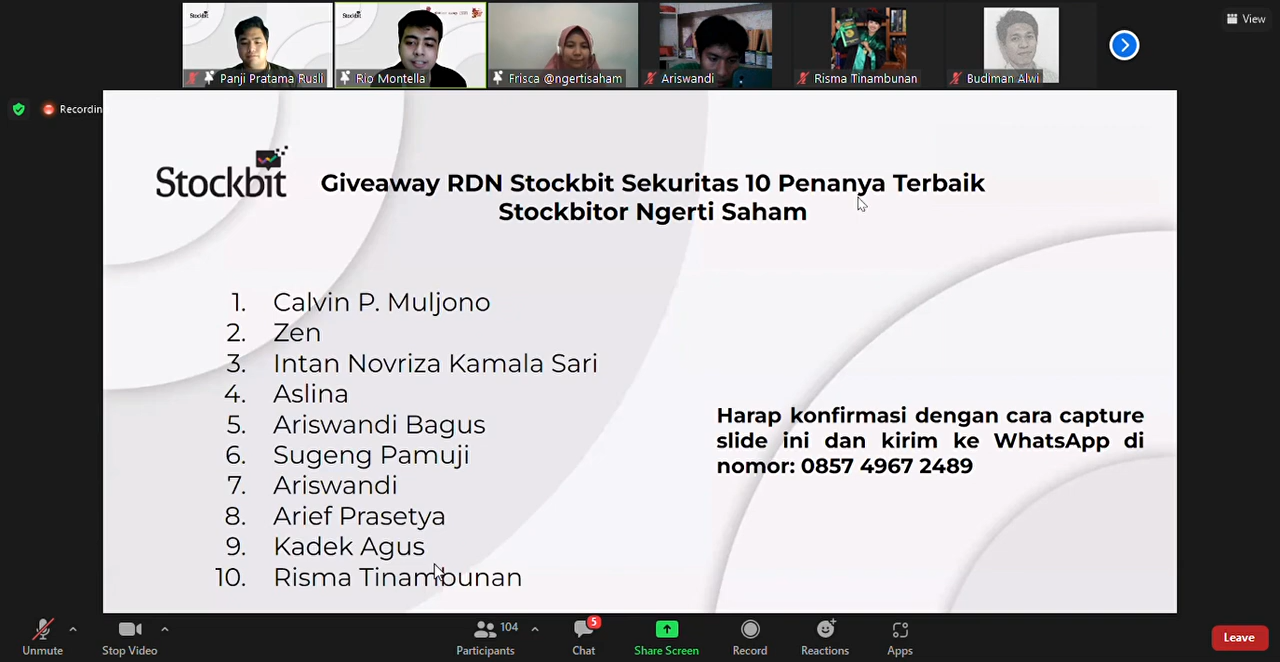 View
Panji Pratama Rusli
Rio Montella
Frisca @ngertisaham
Ariswandi
Risma Tinambunan
Budiman Alwi
Recordin
Stockbit
Giveaway RDN Stockbit Sekuritas 10 Penanya Terbaik
Stockbitor Ngerti Saham
1. Calvin P. Muljono
2. Zen
3. Intan Novriza Kamala Sari
4. Aslina
5. Ariswandi Bagus
6. Sugeng Pamuji
7. Ariswandi
8. Arief Prasetya
9. Kadek Agus
10. Risma Tinambunan
Harap konfirmasi dengan cara capture
slide ini dan kirim ke WhatsApp di
nomor: 0857 4967 2489
Unmute
Stop Video
104
Participants
5
Chat
Share Screen
Record
Reactions
Apps
Leave